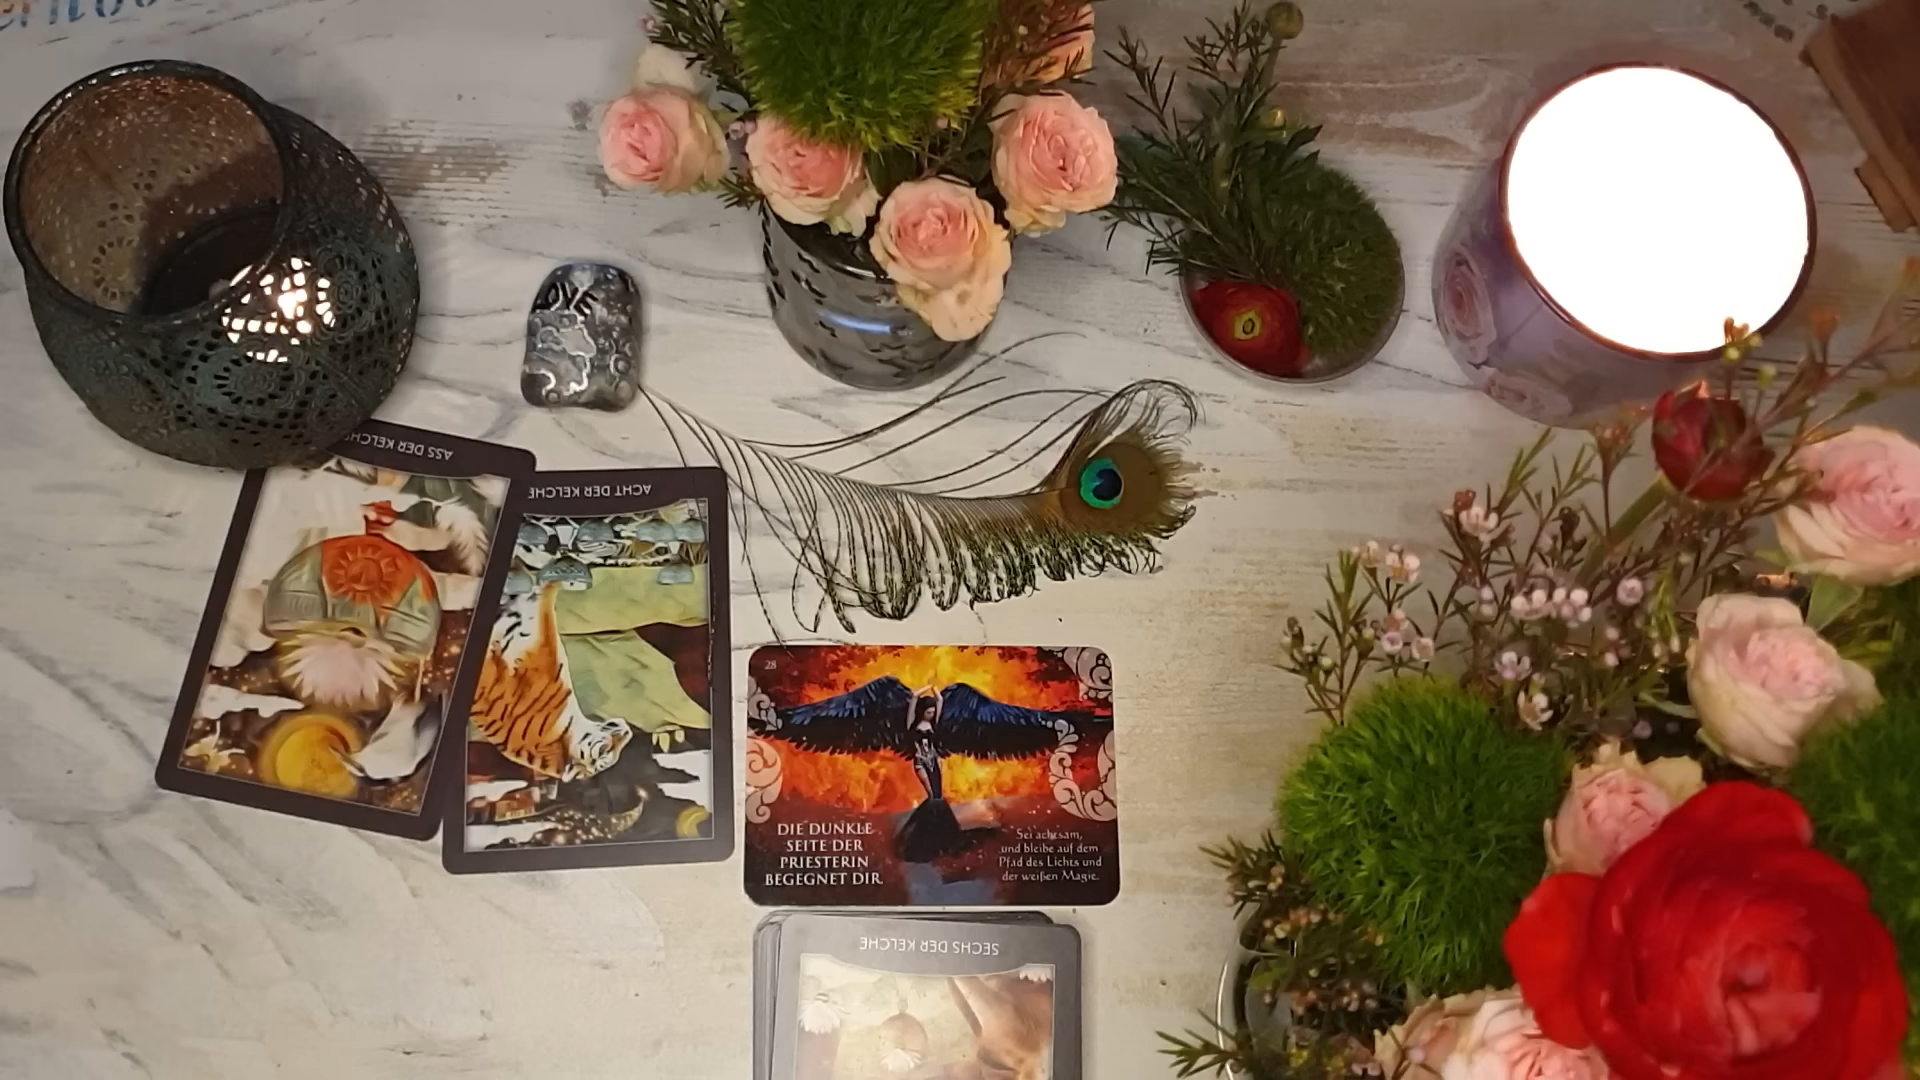 LOVE
ASS DER KELCHE
ACHT DER KELCHE
28
DIE DUNKLE
SEITE DER
PRIESTERIN
BEGEGNET DIR.
Sei achtsam,
und bleibe auf dem
Pfad des Lichts und
der weißen Magie.
SECHS DER KELCHE